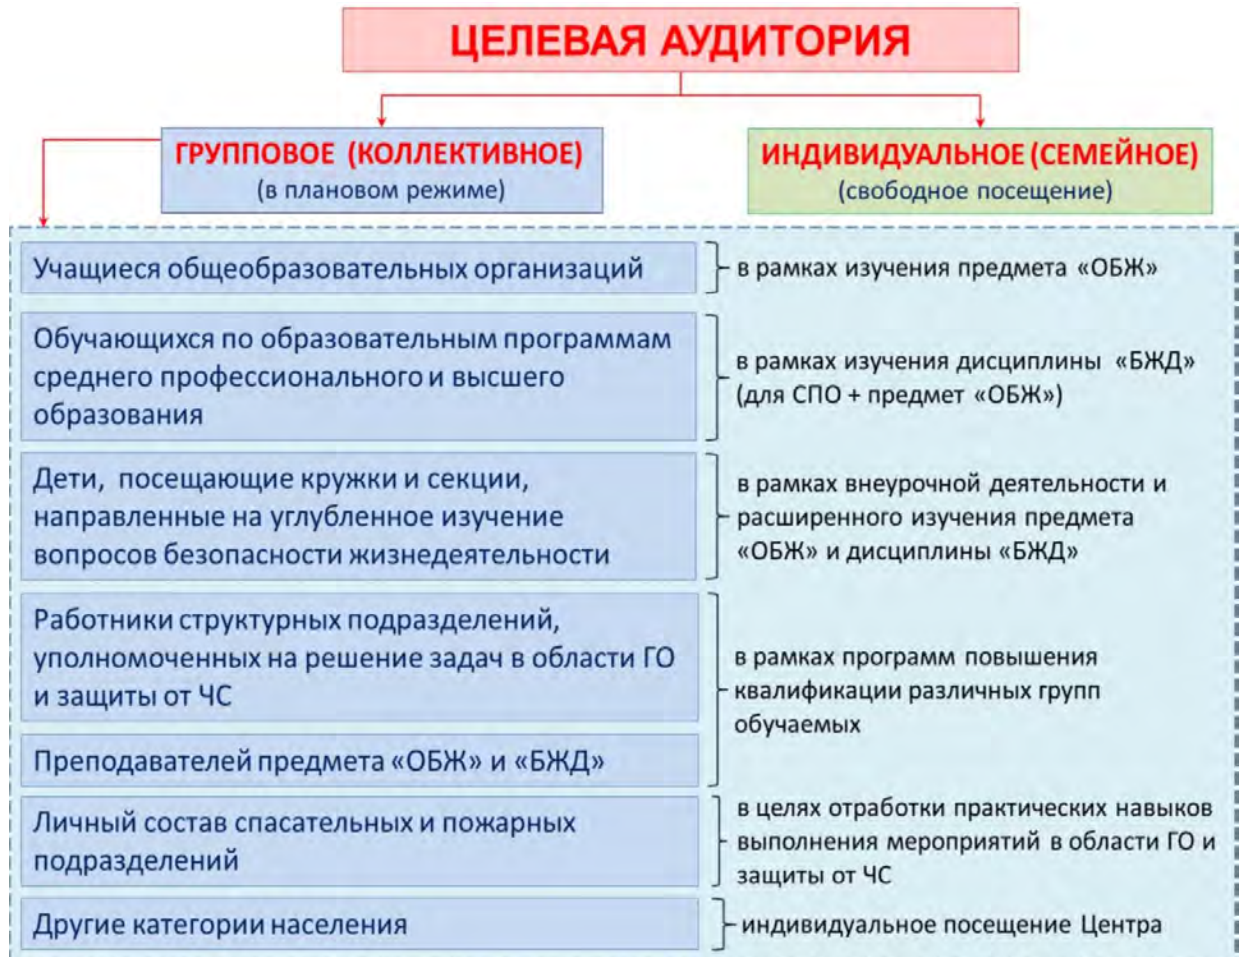 ЦЕЛЕВАЯ АУДИТОРИЯ
ГРУППОВОЕ (КОЛЛЕКТИВНОЕ)
(в плановом режиме)
ИНДИВИДУАЛЬНОЕ (СЕМЕЙНОЕ)
(свободное посещение)
Учащиеся общеобразовательных организаций
в рамках изучения предмета «ОБЖ»
Обучающихся по образовательным программам
среднего профессионального и высшего
образования
в рамках изучения дисциплины «БЖД»
(для СПО + предмет «ОБЖ»)
Дети, посещающие кружки и секции,
направленные на углубленное изучение
вопросов безопасности жизнедеятельности
в рамках внеурочной деятельности и
расширенного изучения предмета
«ОБЖ» и дисциплины «БЖД»
Работники структурных подразделений,
уполномоченных на решение задач в области ГО
и защиты от ЧС
Преподавателей предмета «ОБЖ» и «БЖД»
в рамках программ повышения
квалификации различных групп
обучаемых
Личный состав спасательных и пожарных
подразделений
в целях отработки практических навыков
выполнения мероприятий в области ГО и
защиты от ЧС
Другие категории населения
индивидуальное посещение Центра